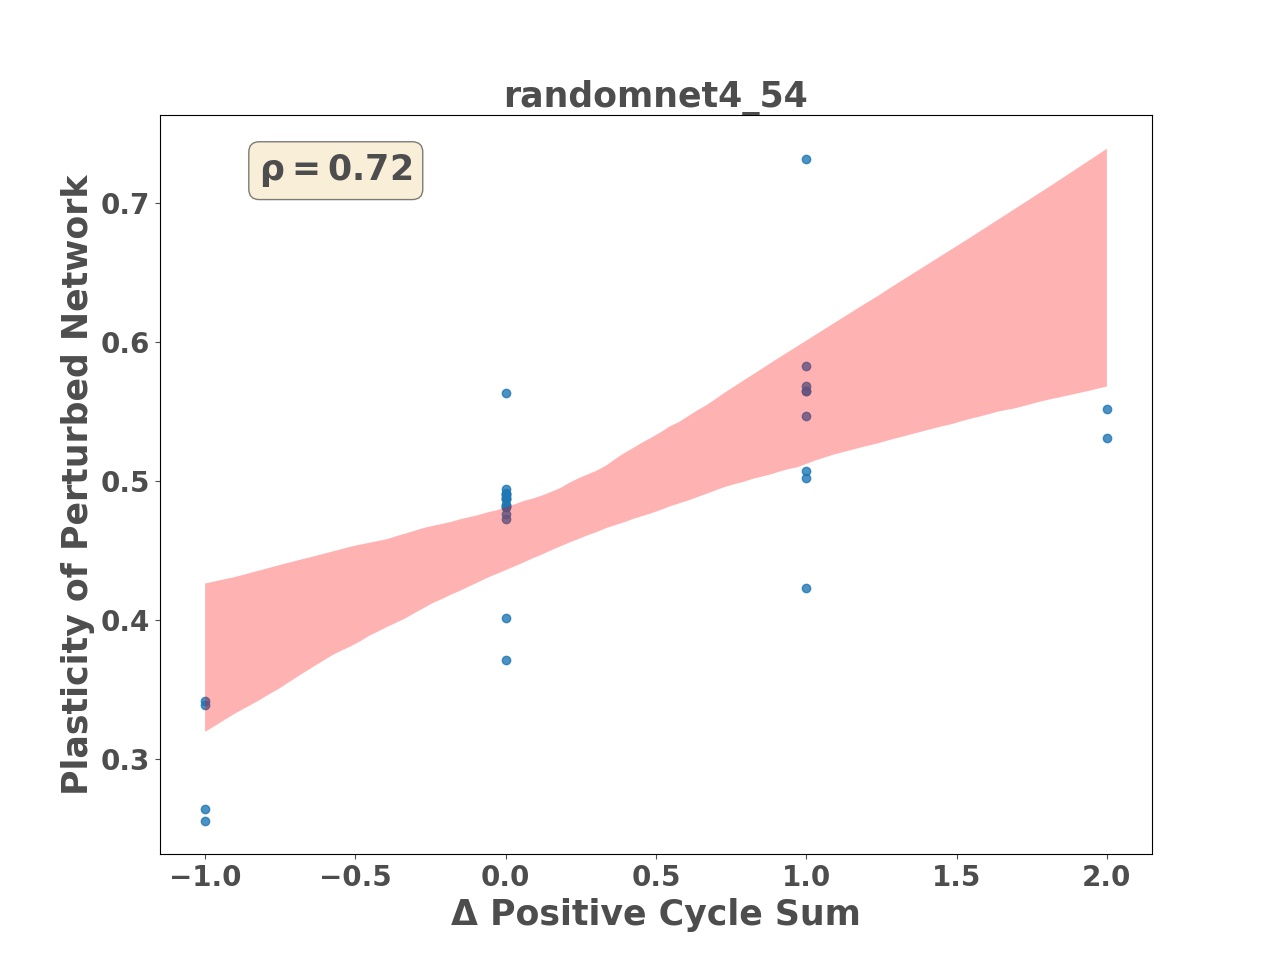 randomnet4_54
ρ = 0.72
Plasticity of Perturbed Network
0.7
0.6
0.5
0.4
0.3
−1.0 −0.5 0.0 0.5 1.0 1.5 2.0
Δ Positive Cycle Sum